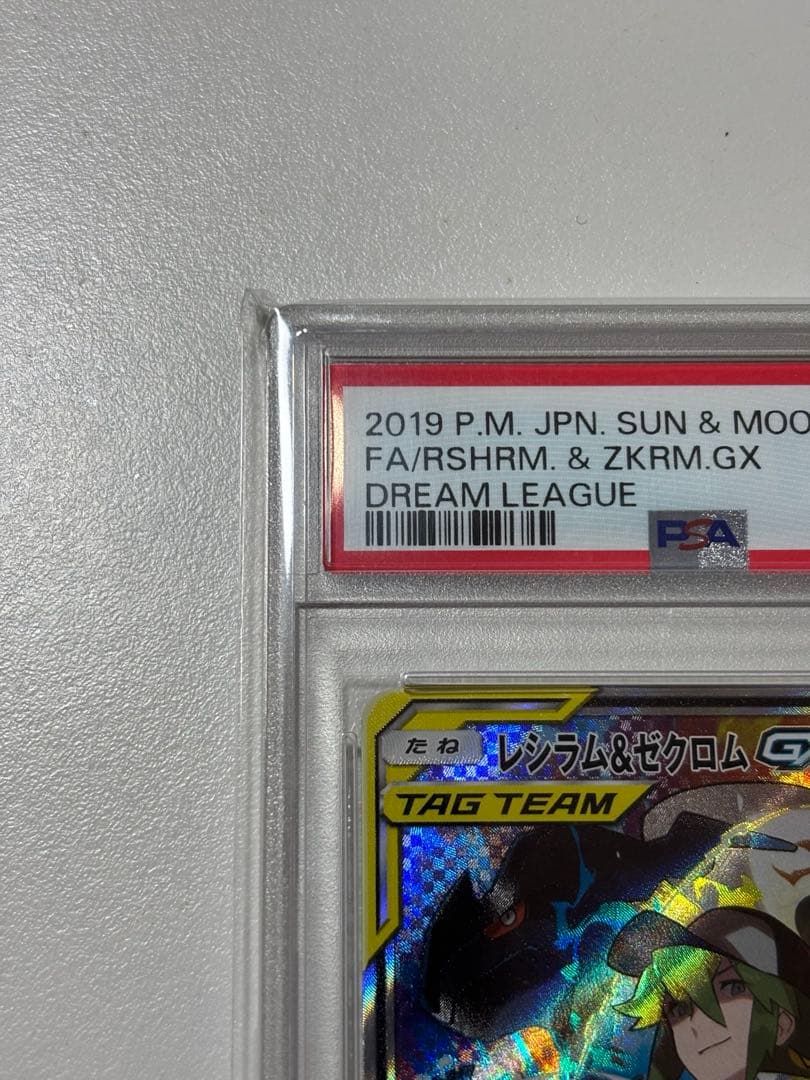 2019 P.M. JPN. SUN & MOO
FA/RSHRM. & ZKRM.GX
DREAM LEAGUE
PSA
たね レシラム&ゼクロム GX
TAG TEAM